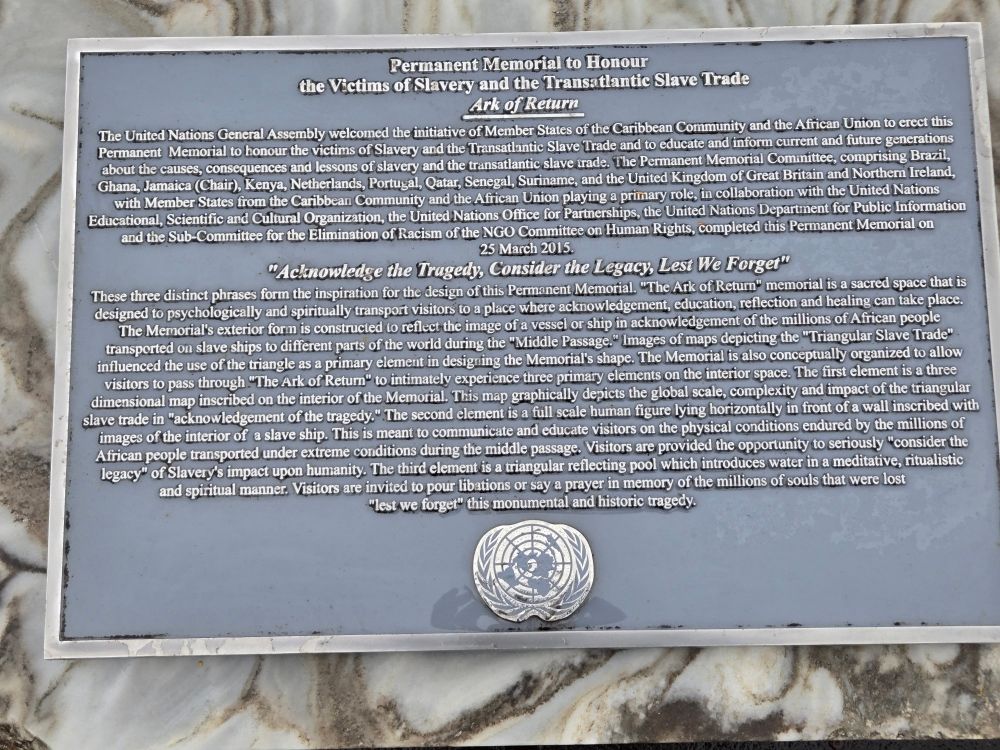 Permanent Memorial to Honour
the Victims of Slavery and the Transatlantic Slave Trade
Ark of Return
The United Nations General Assembly welcomed the initiative of Member States of the Caribbean Community and the African Union to erect this
Permanent Memorial to honour the victims of Slavery and the Transatlantic Slave Trade and to educate and inform current and future generations
about the causes, consequences and lessons of slavery and the transatlantic slave trade. The Permanent Memorial Committee, comprising Brazil,
Ghana, Jamaica (Chair), Kenya, Netherlands, Portugal, Qatar, Senegal, Suriname, and the United Kingdom of Great Britain and Northern Ireland,
with Member States from the Caribbean Community and the African Union playing a primary role, in collaboration with the United Nations
Educational, Scientific and Cultural Organization, the United Nations Office for Partnerships, the United Nations Department for Public Information
and the Sub-Committee for the Elimination of Racism of the NGO Committee on Human Rights, completed this Permanent Memorial on
25 March 2015.
"Acknowledge the Tragedy, Consider the Legacy, Lest We Forget"
These three distinct phrases form the inspiration for the design of this Permanent Memorial. "The Ark of Return" memorial is a sacred space that is
designed to psychologically and spiritually transport visitors to a place where acknowledgement, education, reflection and healing can take place.
The Memorial's exterior form is constructed to reflect the image of a vessel or ship in acknowledgement of the millions of African people
transported on slave ships to different parts of the world during the "Middle Passage." Images of maps depicting the "Triangular Slave Trade"
influenced the use of the triangle as a primary element in designing the Memorial's shape. The Memorial is also conceptually organized to allow
visitors to pass through "The Ark of Return" to intimately experience three primary elements on the interior space. The first element is a three
dimensional map inscribed on the interior of the Memorial. This map graphically depicts the global scale, complexity and impact of the triangular
slave trade in "acknowledgement of the tragedy." The second element is a full scale human figure lying horizontally in front of a wall inscribed with
images of the interior of a slave ship. This is meant to communicate and educate visitors on the physical conditions endured by the millions of
African people transported under extreme conditions during the middle passage. Visitors are provided the opportunity to seriously "consider the
legacy" of Slavery's impact upon humanity. The third element is a triangular reflecting pool which introduces water in a meditative, ritualistic
and spiritual manner. Visitors are invited to pour libations or say a prayer in memory of the millions of souls that were lost
"lest we forget" this monumental and historic tragedy.